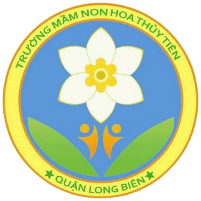 TRƯỜNG MẦM NON HOA THỦY TIÊN
QUẬN LONG BIÊN